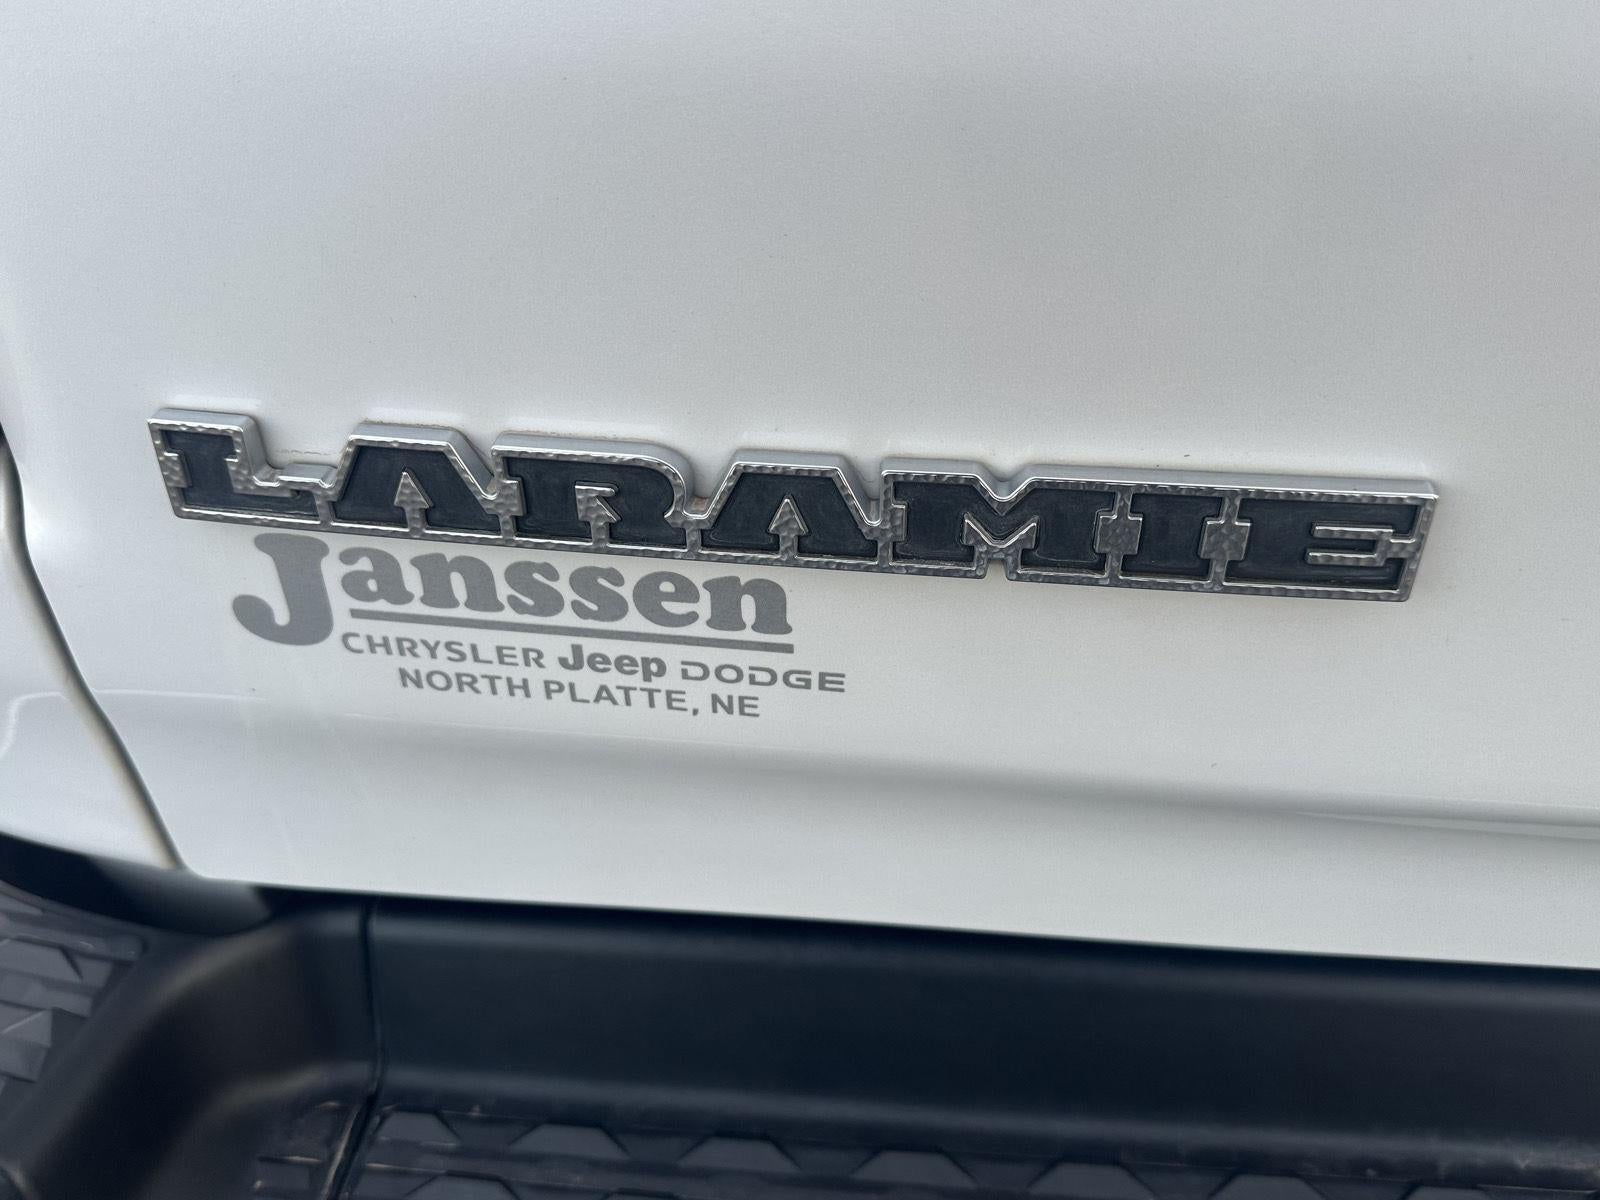 LARAMIE
Janssen
CHRYSLER Jeep DODGE
NORTH PLATTE, NE